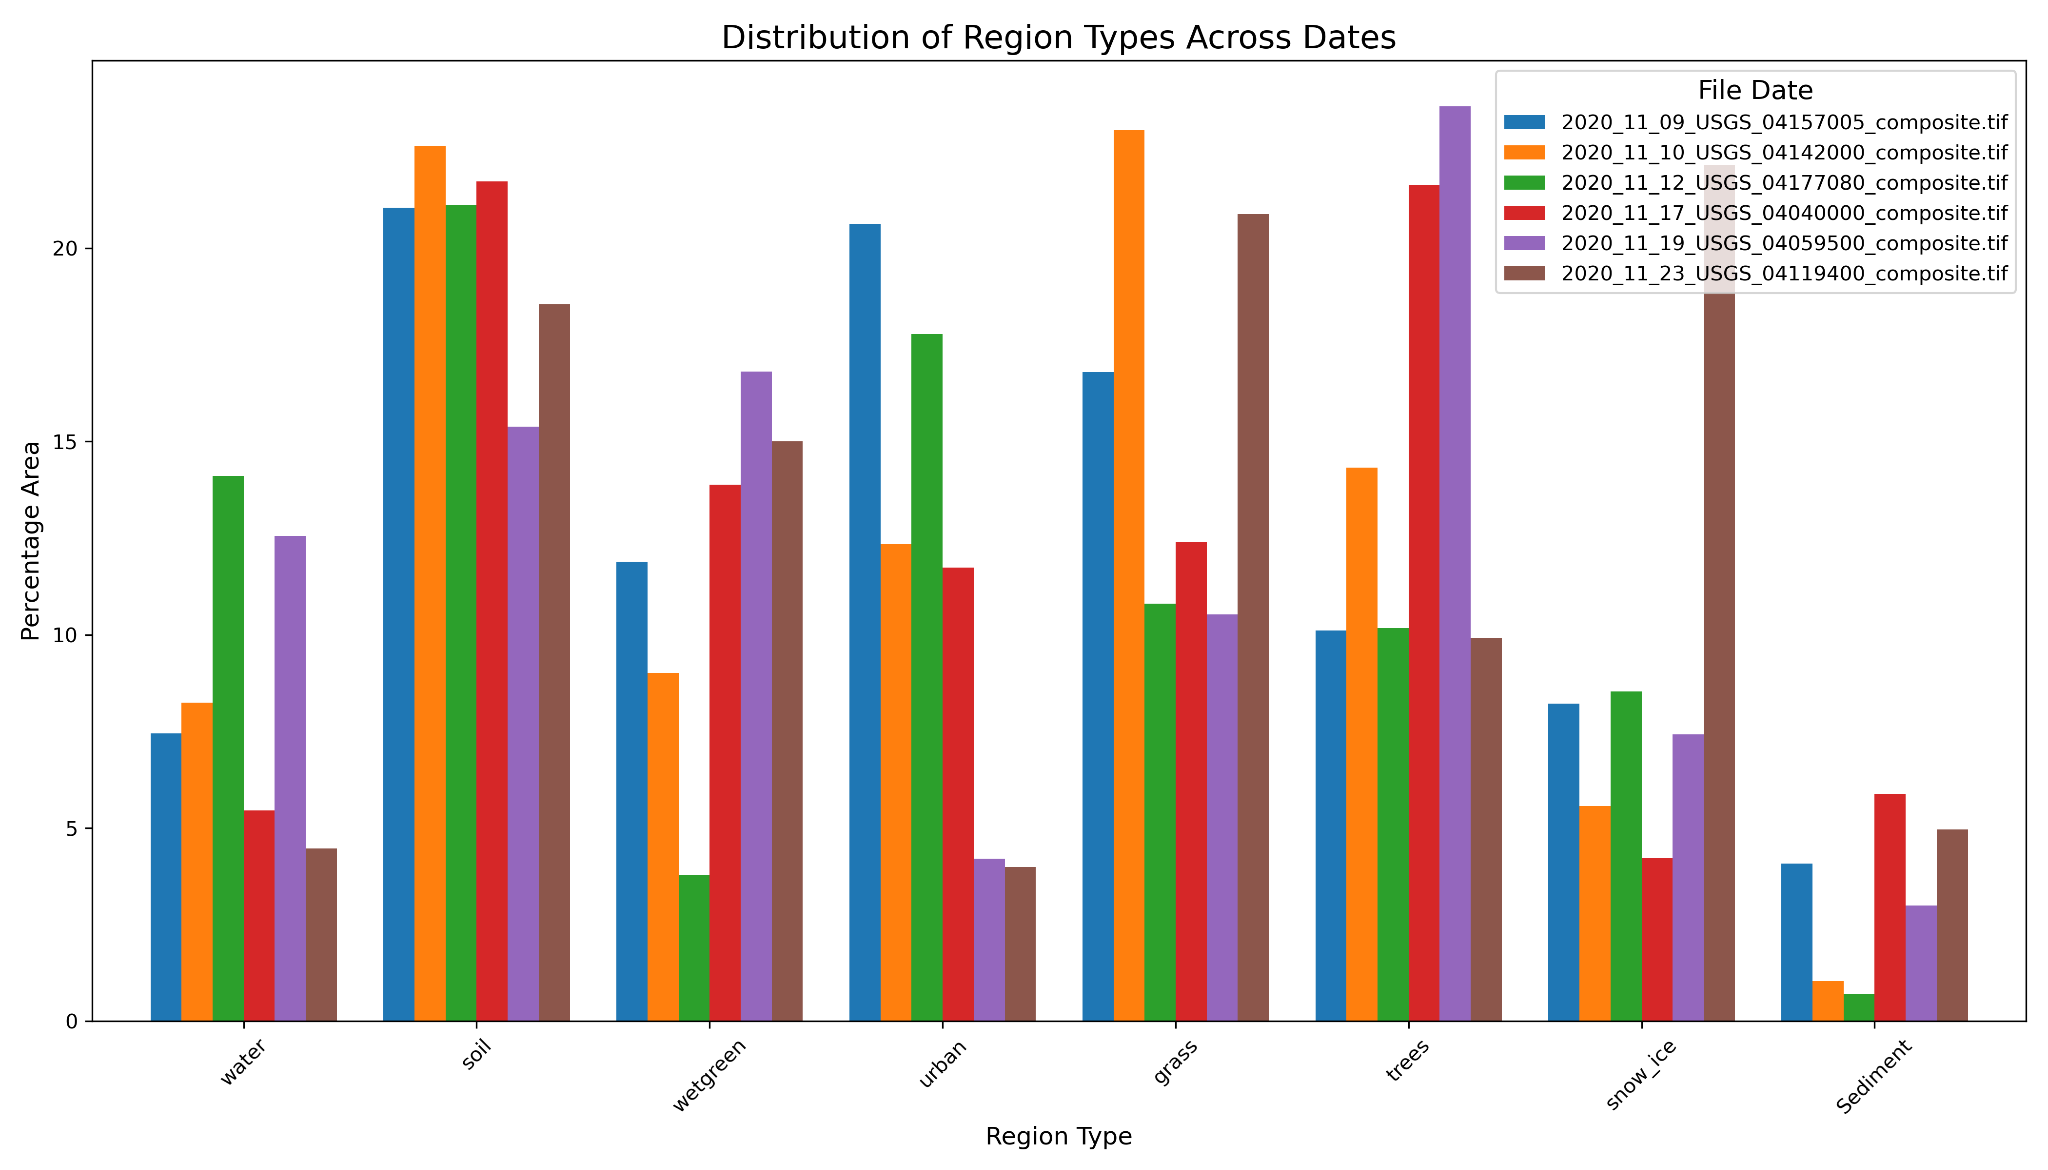 Distribution of Region Types Across Dates
File Date
2020_11_09_USGS_04157005_composite.tif
2020_11_10_USGS_04142000_composite.tif
2020_11_12_USGS_04177080_composite.tif
2020_11_17_USGS_04040000_composite.tif
2020_11_19_USGS_04059500_composite.tif
2020_11_23_USGS_04119400_composite.tif
Percentage Area
20
15
10
5
0
water
soil
wetgreen
urban
grass
trees
snow_ice
Sediment
Region Type